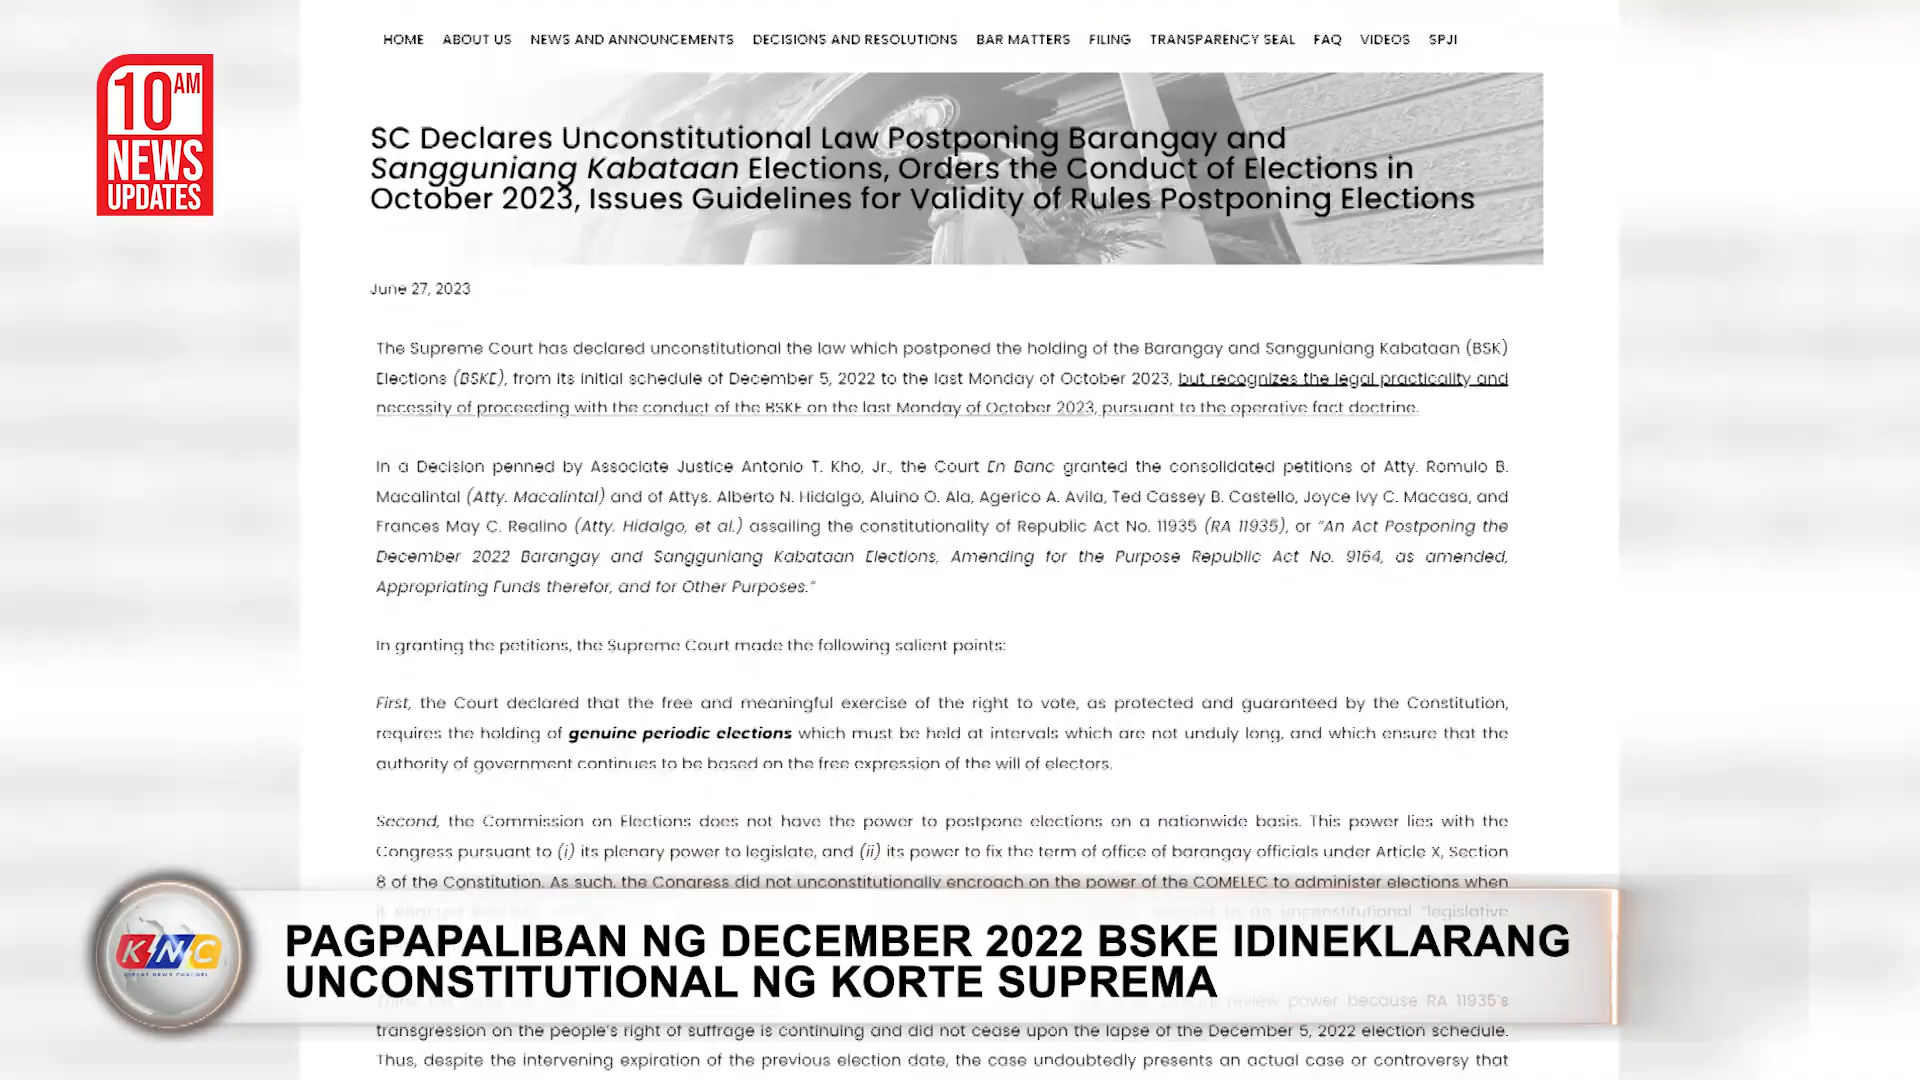 HOME ABOUT US NEWS AND ANNOUNCEMENTS DECISIONS AND RESOLUTIONS BAR MATTERS FILING TRANSPARENCY SEAL FAQ VIDEOS SPJI
10 AM
NEWS
UPDATES
SC Declares Unconstitutional Law Postponing Barangay and
Sangguniang Kabataan Elections, Orders the Conduct of Elections in
October 2023, Issues Guidelines for Validity of Rules Postponing Elections
June 27, 2023
The Supreme Court has declared unconstitutional the law which postponed the holding of the Barangay and Sangguniang Kabataan (BSK)
Elections (BSKE), from its initial schedule of December 5, 2022 to the last Monday of October 2023, but recognizes the legal practicality and
necessity of proceeding with the conduct of the BSKE on the last Monday of October 2023, pursuant to the operative fact doctrine.
In a Decision penned by Associate Justice Antonio T. Kho, Jr., the Court En Banc granted the consolidated petitions of Atty. Romulo B.
Macalintal (Atty. Macalintal) and of Attys. Alberto N. Hidalgo, Aluino O. Ala, Agerico A. Avila, Ted Cassey B. Castello, Joyce Ivy C. Macasa, and
Frances May C. Realino (Atty. Hidalgo, et al.) assailing the constitutionality of Republic Act No. 11935 (RA 11935), or “An Act Postponing the
December 2022 Barangay and Sangguniang Kabataan Elections, Amending for the Purpose Republic Act No. 9164, as amended,
Appropriating Funds therefor, and for Other Purposes.”
In granting the petitions, the Supreme Court made the following salient points:
First, the Court declared that the free and meaningful exercise of the right to vote, as protected and guaranteed by the Constitution,
requires the holding of genuine periodic elections which must be held at intervals which are not unduly long, and which ensure that the
authority of government continues to be based on the free expression of the will of electors.
Second, the Commission on Elections does not have the power to postpone elections on a nationwide basis. This power lies with the
Congress pursuant to (i) its plenary power to legislate, and (ii) its power to fix the term of office of barangay officials under Article X, Section
8 of the Constitution. As such, the Congress did not unconstitutionally encroach on the power of the COMELEC to administer elections when
it enacted to an unconstitutional “legislative
KNC
PAGPAPALIBAN NG DECEMBER 2022 BSKE IDINEKLARANG
UNCONSTITUTIONAL NG KORTE SUPREMA
review power because RA 11935’s
transgression on the people’s right of suffrage is continuing and did not cease upon the lapse of the December 5, 2022 election schedule.
Thus, despite the intervening expiration of the previous election date, the case undoubtedly presents an actual case or controversy that